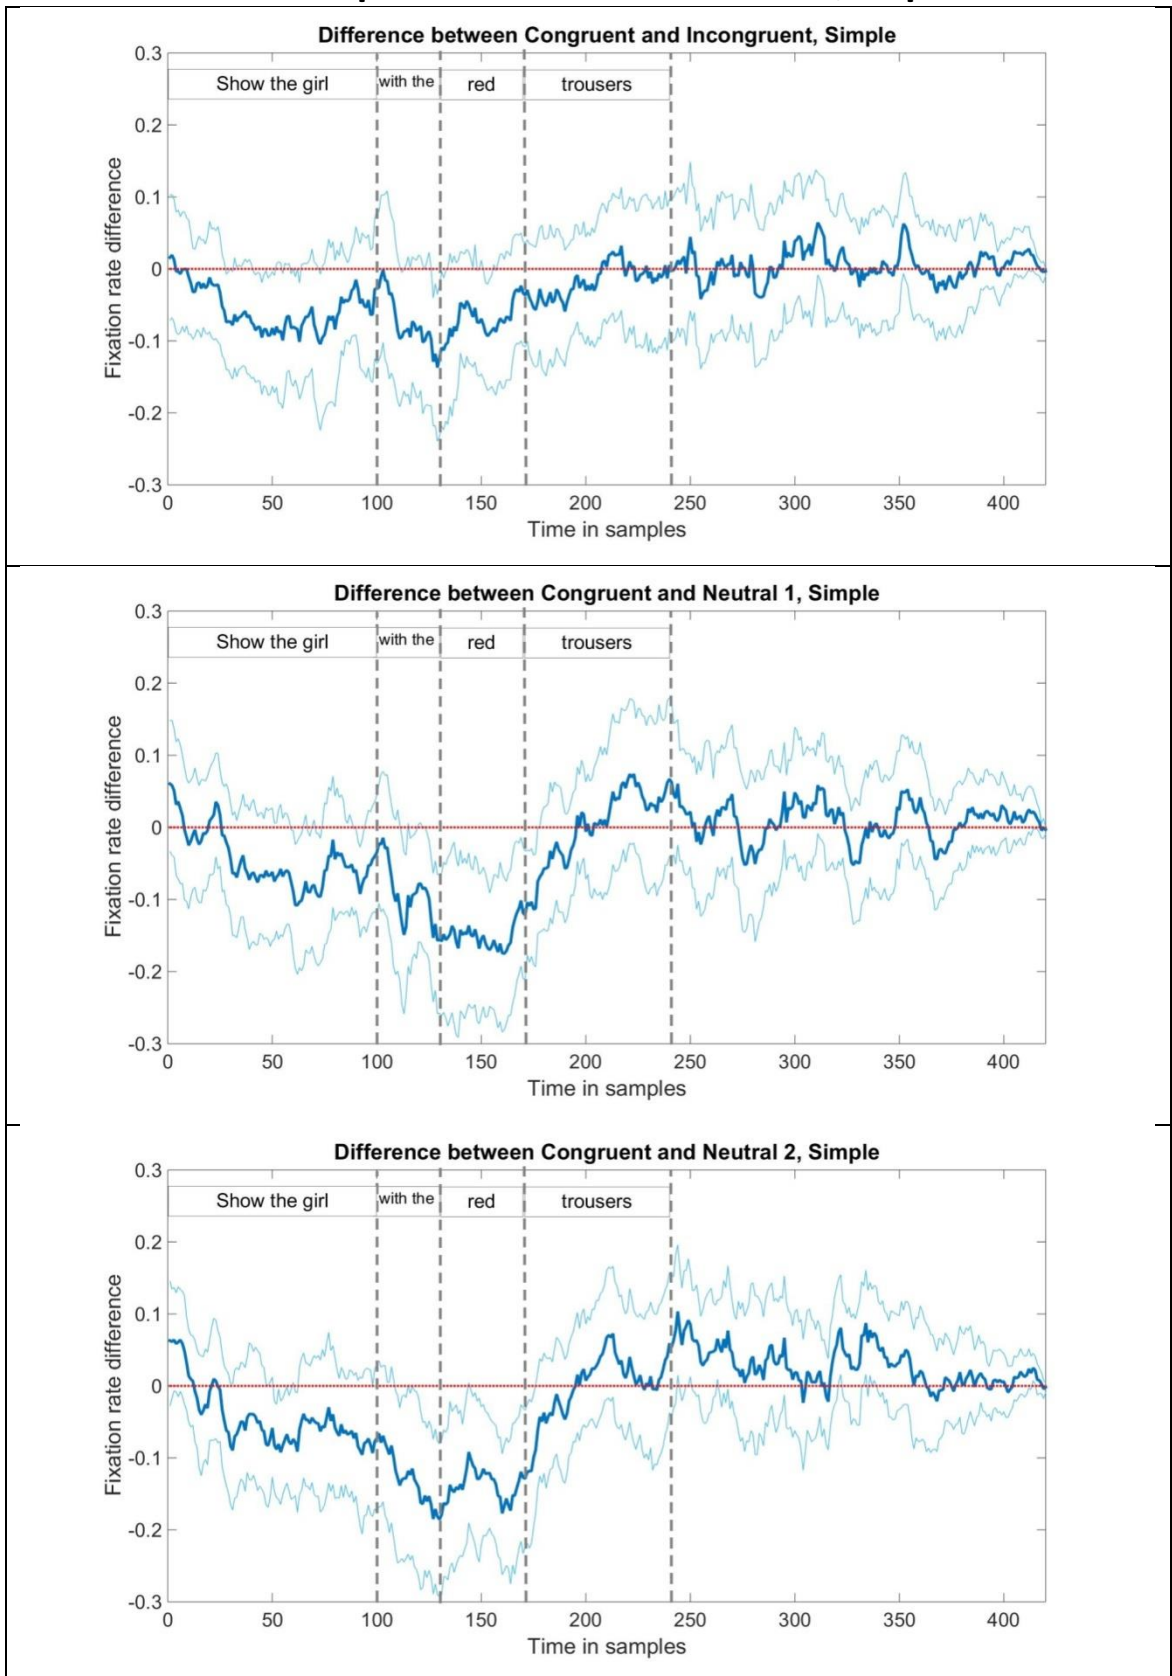 Difference between Congruent and Incongruent, Simple
0.3
Show the girl with the red trousers
0.2
0.1
0
-0.1
-0.2
-0.3
Fixation rate difference
0 50 100 150 200 250 300 350 400
Time in samples
Difference between Congruent and Neutral 1, Simple
0.3
Show the girl with the red trousers
0.2
0.1
0
-0.1
-0.2
-0.3
Fixation rate difference
0 50 100 150 200 250 300 350 400
Time in samples
Difference between Congruent and Neutral 2, Simple
0.3
Show the girl with the red trousers
0.2
0.1
0
-0.1
-0.2
-0.3
Fixation rate difference
0 50 100 150 200 250 300 350 400
Time in samples